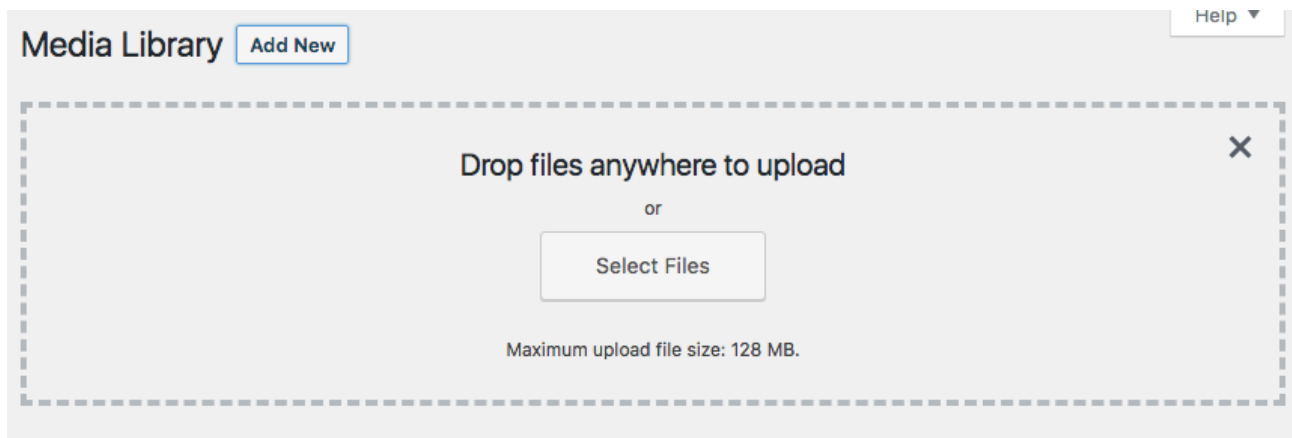 Help ▼
Media Library Add New
Drop files anywhere to upload
or
Select Files
Maximum upload file size: 128 MB.